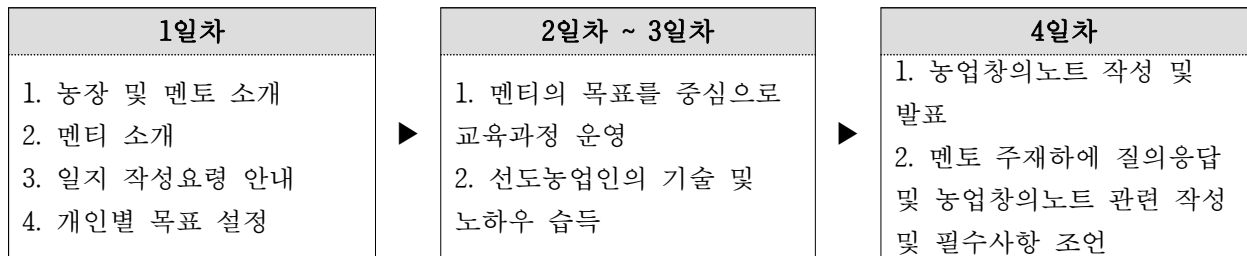 1일차
1. 농장 및 멘토 소개
2. 멘티 소개
3. 일지 작성요령 안내
4. 개인별 목표 설정
▶
2일차 ~ 3일차
1. 멘티의 목표를 중심으로
교육과정 운영
2. 선도농업인의 기술 및
노하우 습득
▶
4일차
1. 농업창의노트 작성 및
발표
2. 멘토 주재하에 질의응답
및 농업창의노트 관련 작성
및 필수사항 조언